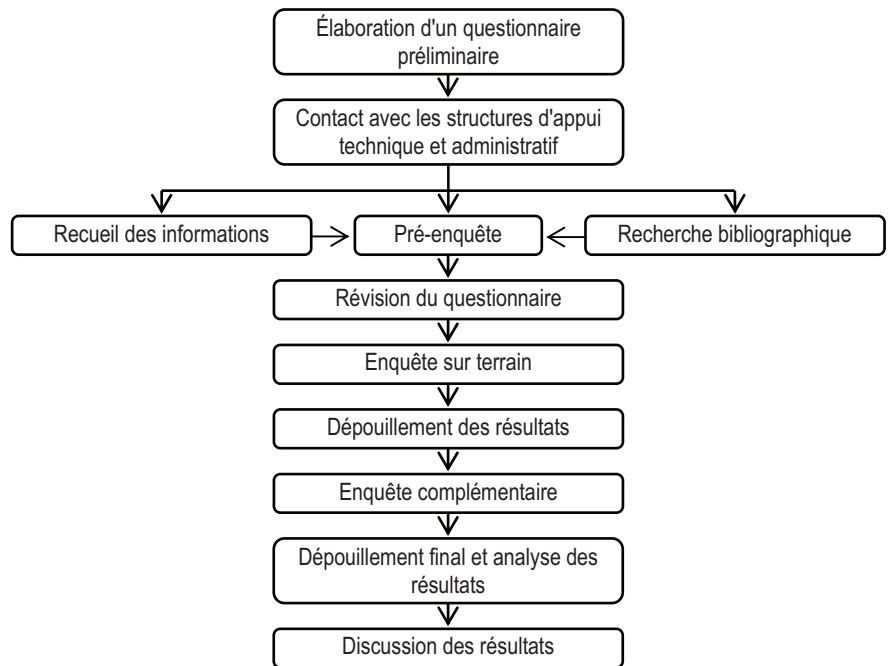 Élaboration d'un questionnaire
préliminaire
Contact avec les structures d'appui
technique et administratif
Recueil des informations
Pré-enquête
Recherche bibliographique
Révision du questionnaire
Enquête sur terrain
Dépouillement des résultats
Enquête complémentaire
Dépouillement final et analyse des
résultats
Discussion des résultats